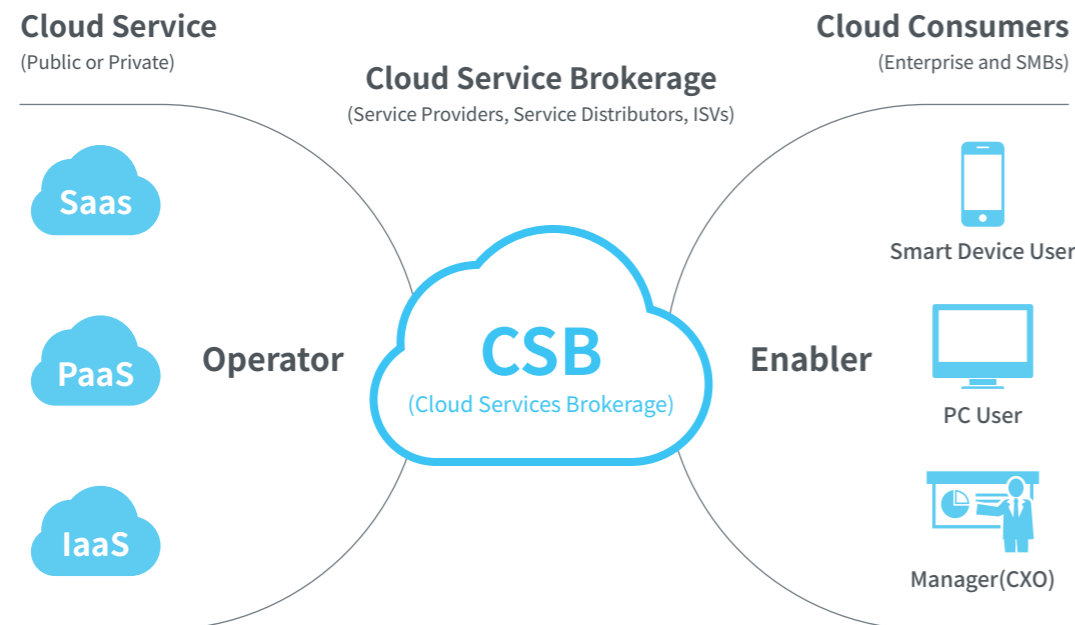 Cloud Service
(Public or Private)
Cloud Service Brokerage
(Service Providers, Service Distributors, ISVs)
Cloud Consumers
(Enterprise and SMBs)
Saas
PaaS
IaaS
Operator
CSB
(Cloud Services Brokerage)
Enabler
Smart Device User
PC User
Manager(CXO)